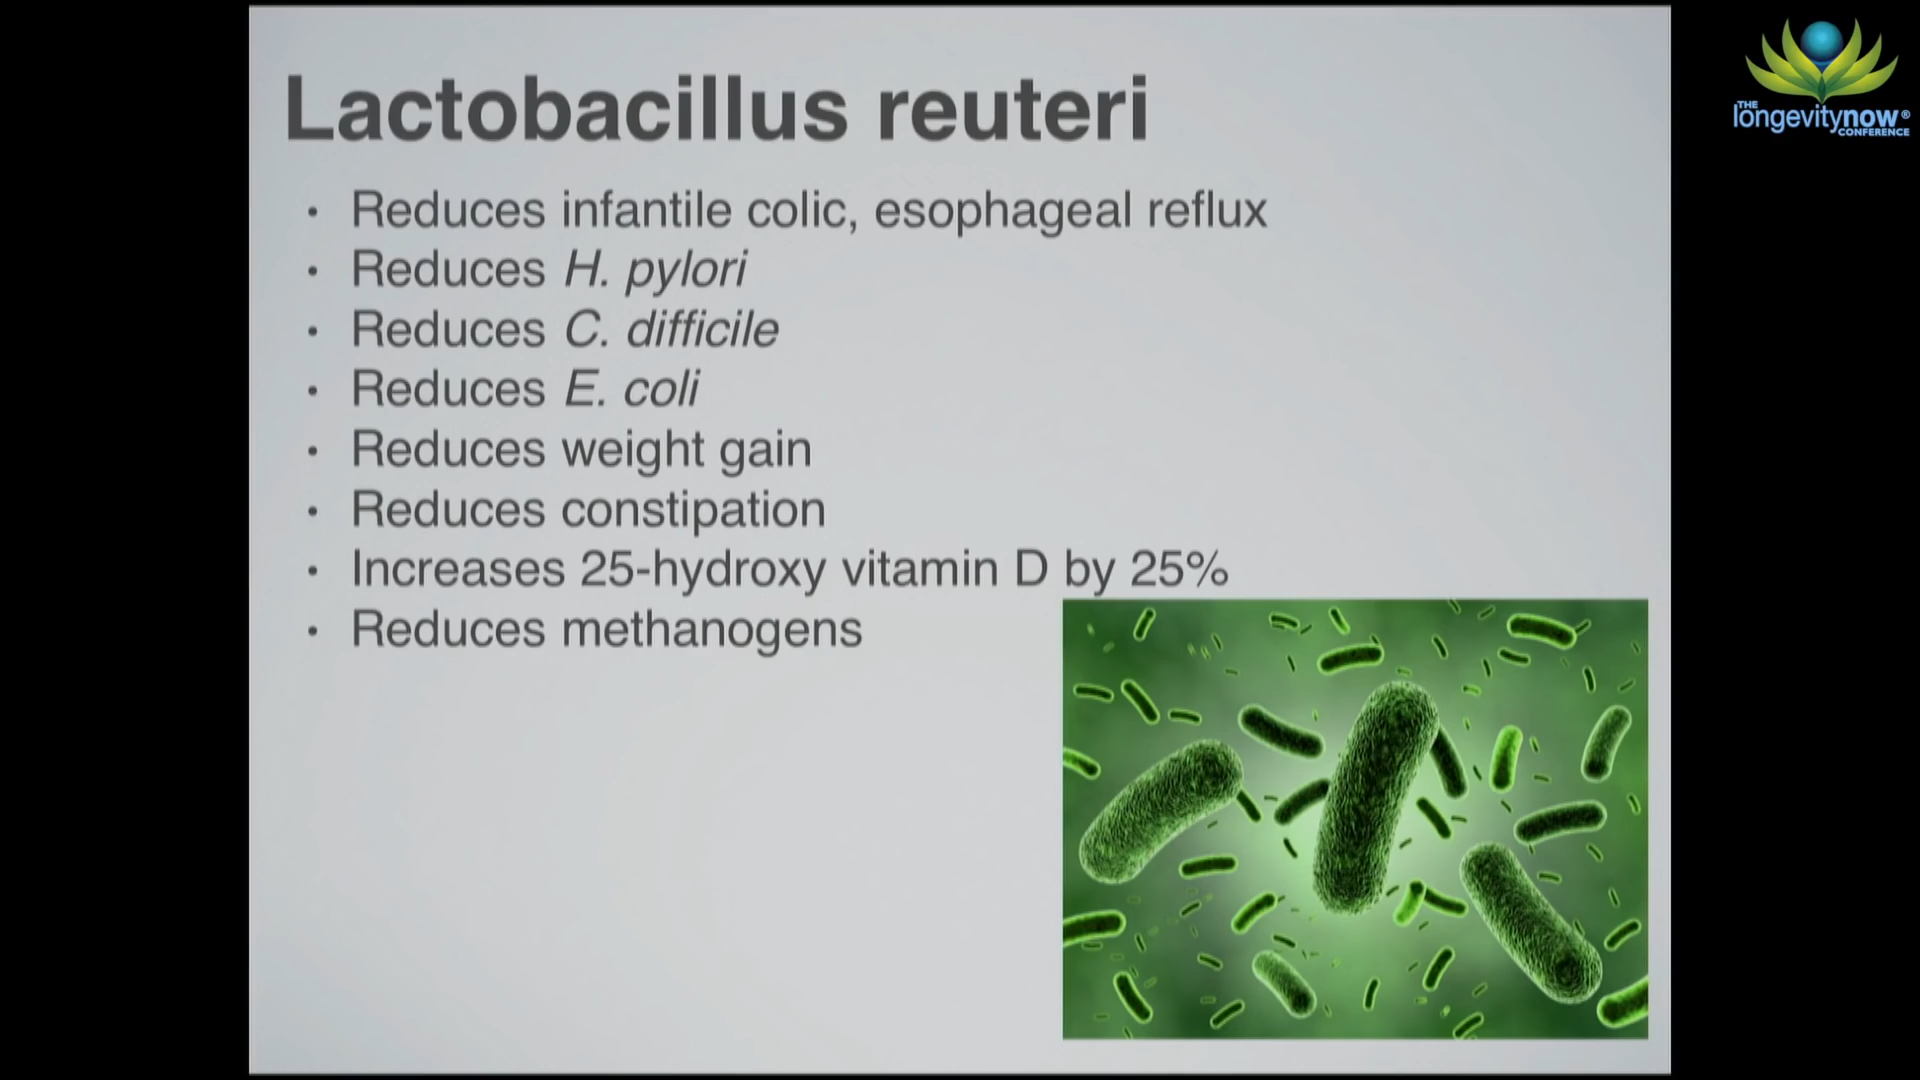 Lactobacillus reuteri
• Reduces infantile colic, esophageal reflux
• Reduces H. pylori
• Reduces C. difficile
• Reduces E. coli
• Reduces weight gain
• Reduces constipation
• Increases 25-hydroxy vitamin D by 25%
• Reduces methanogens
THE
longevitynow®
CONFERENCE